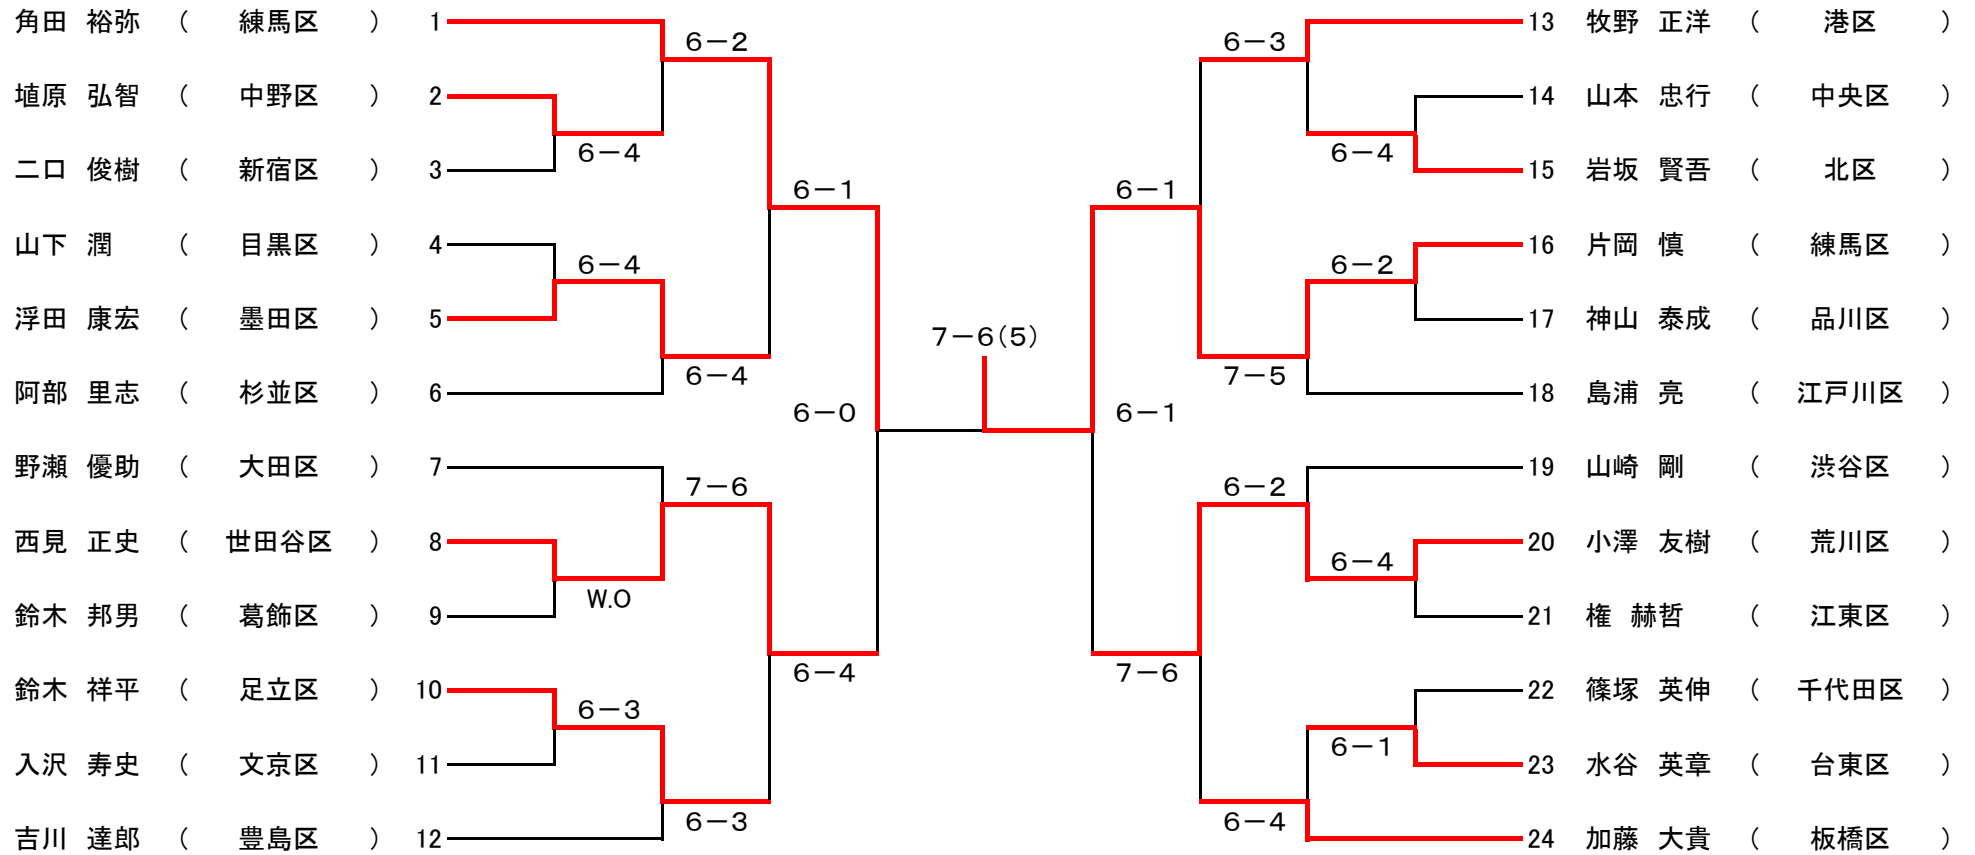 角田 裕弥 ( 練馬区 ) 1
6-2
埴原 弘智 ( 中野区 ) 2
6-4
二口 俊樹 ( 新宿区 ) 3
6-1
山下 潤 ( 目黒区 ) 4
6-4
浮田 康宏 ( 墨田区 ) 5
6-4
阿部 里志 ( 杉並区 ) 6
6-0
野瀬 優助 ( 大田区 ) 7
7-6
西見 正史 ( 世田谷区 ) 8
W.O
鈴木 邦男 ( 葛飾区 ) 9
6-4
鈴木 祥平 ( 足立区 ) 10
6-3
入沢 寿史 ( 文京区 ) 11
6-3
吉川 達郎 ( 豊島区 ) 12
7-6(5)
13 牧野 正洋 ( 港区 )
6-3
14 山本 忠行 ( 中央区 )
6-4
15 岩坂 賢吾 ( 北区 )
6-1
16 片岡 慎 ( 練馬区 )
6-2
17 神山 泰成 ( 品川区 )
7-5
18 島浦 亮 ( 江戸川区 )
6-1
19 山崎 剛 ( 渋谷区 )
6-2
20 小澤 友樹 ( 荒川区 )
6-4
21 権 赫哲 ( 江東区 )
7-6
22 篠塚 英伸 ( 千代田区 )
6-1
23 水谷 英章 ( 台東区 )
6-4
24 加藤 大貴 ( 板橋区 )